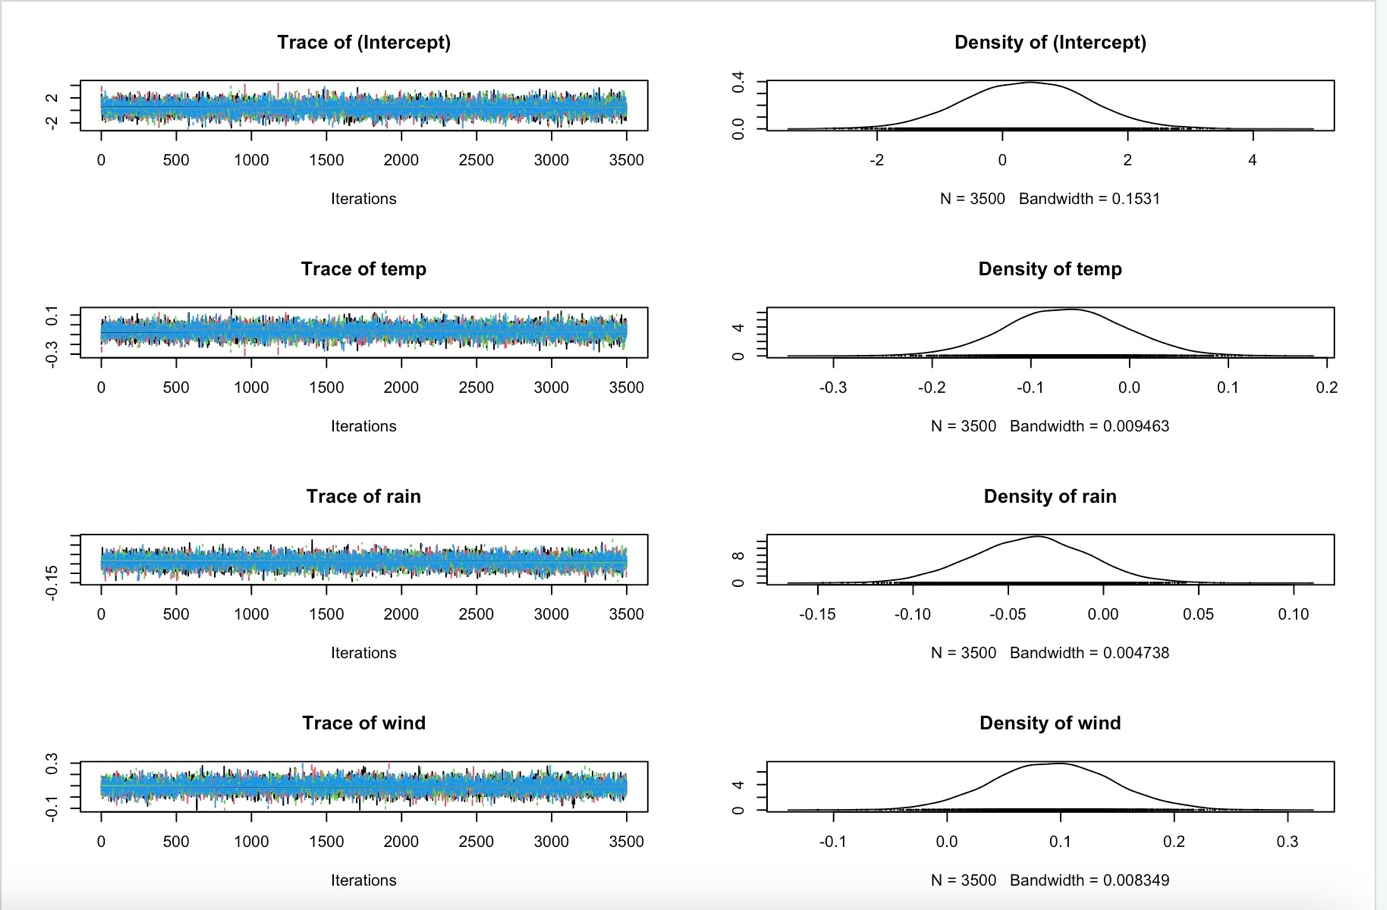 Trace of (Intercept)
2
-2
0 500 1000 1500 2000 2500 3000 3500
Iterations
Density of (Intercept)
0.4
0.0
-2 0 2 4
N = 3500 Bandwidth = 0.1531
Trace of temp
0.1
-0.3
0 500 1000 1500 2000 2500 3000 3500
Iterations
Density of temp
4
0
-0.3 -0.2 -0.1 0.0 0.1 0.2
N = 3500 Bandwidth = 0.009463
Trace of rain
-0.15
0 500 1000 1500 2000 2500 3000 3500
Iterations
Density of rain
8
0
-0.15 -0.10 -0.05 0.00 0.05 0.10
N = 3500 Bandwidth = 0.004738
Trace of wind
0.3
-0.1
0 500 1000 1500 2000 2500 3000 3500
Iterations
Density of wind
4
0
-0.1 0.0 0.1 0.2 0.3
N = 3500 Bandwidth = 0.008349